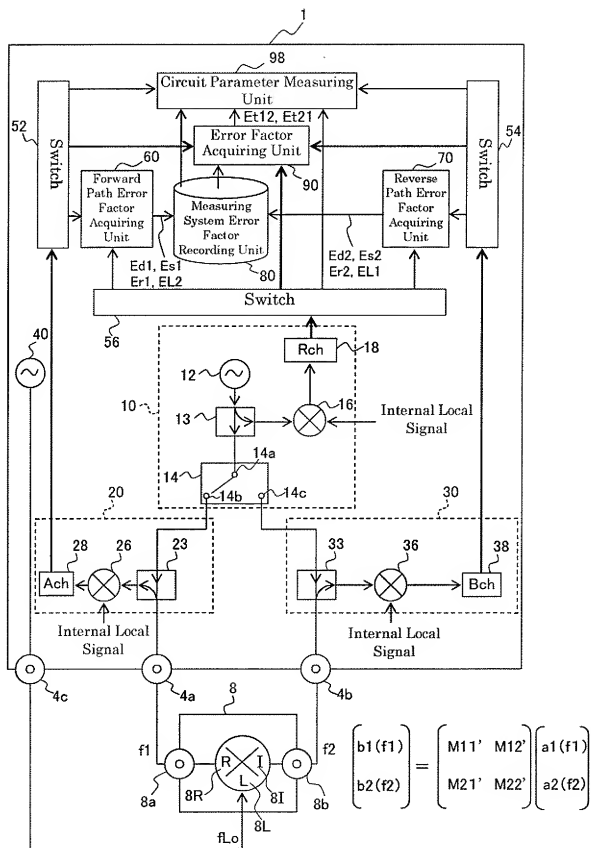 1
98
Circuit Parameter Measuring
Unit
52
Switch
Et12, Et21
Error Factor
Acquiring Unit
90
54
Switch
60
Forward
Path Error
Factor
Acquiring
Unit
Measuring
System Error
Factor
Recording Unit
80
70
Reverse
Path Error
Factor
Acquiring
Unit
Ed1, Es1
Er1, EL2
Ed2, Es2
Er2, EL1
Switch
56
40
Rch
18
12
10
13
16
Internal Local
Signal
14
14a
14b
14c
20
30
28
26
23
33
36
38
Ach
Bch
Internal Local
Signal
Internal Local
Signal
4c
4a
4b
8
f1
f2
R
I
L
8a
8R
8I
8L
8b
fLo
b1(f1) = M11' M12' a1(f1)
b2(f2) M21' M22' a2(f2)